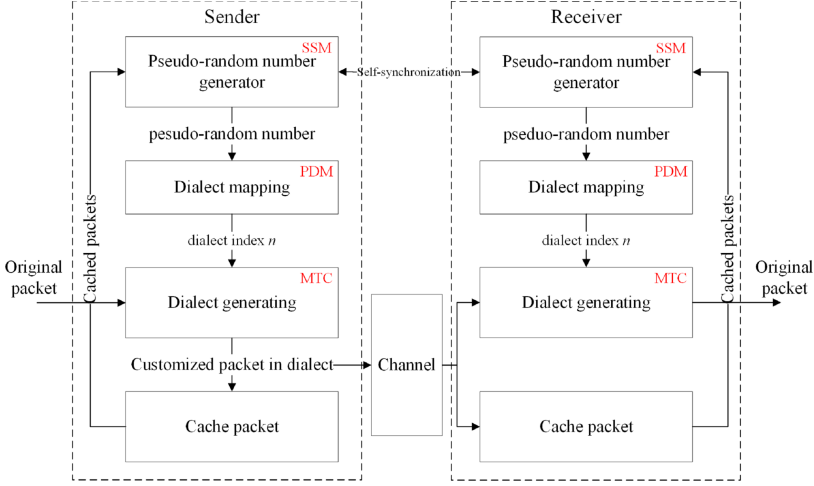 Sender
Receiver
SSM
Pseudo-random number
generator
Self-synchronization
SSM
Pseudo-random number
generator
pesudo-random number
pseduo-random number
PDM
Dialect mapping
PDM
Dialect mapping
Cached packets
Cached packets
dialect index n
dialect index n
Original
packet
MTC
Dialect generating
MTC
Dialect generating
Original
packet
Customized packet in dialect
Channel
Cache packet
Cache packet